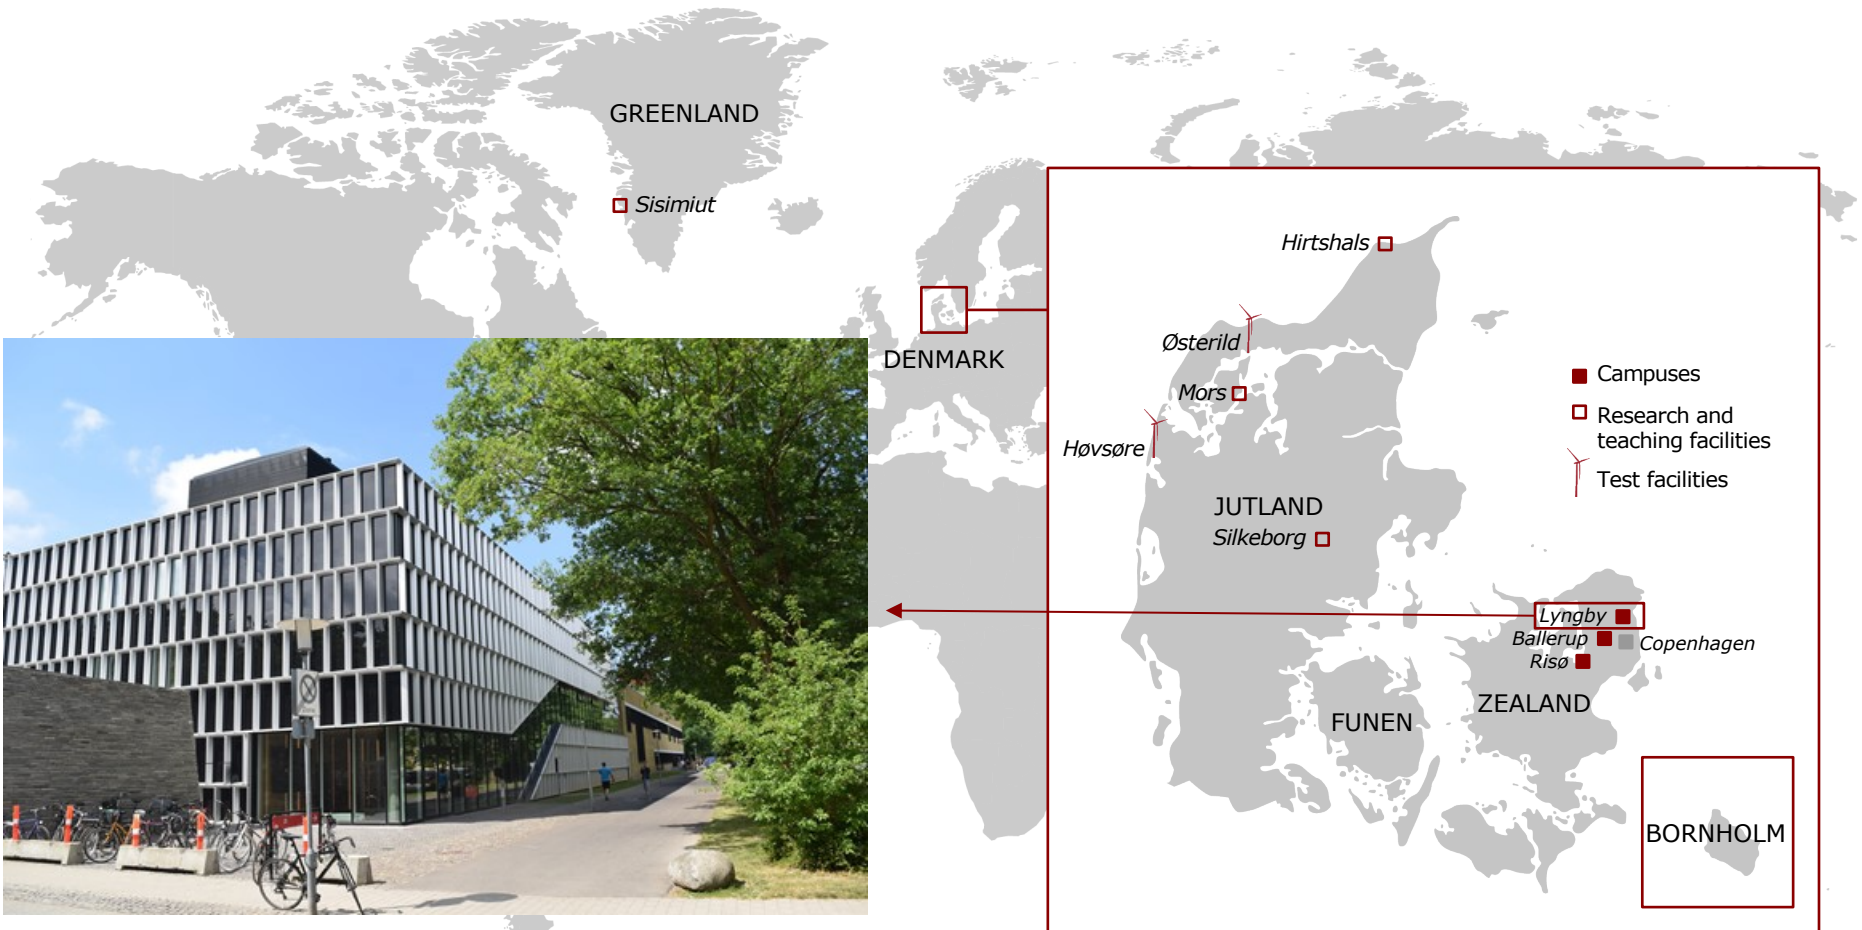 GREENLAND
Sisimiut
DENMARK
Hirtshals
Østerild
Mors
Høvsøre
JUTLAND
Silkeborg
Campuses
Research and
teaching facilities
Test facilities
Lyngby
Ballerup
Copenhagen
Risø
ZEALAND
FUNEN
BORNHOLM